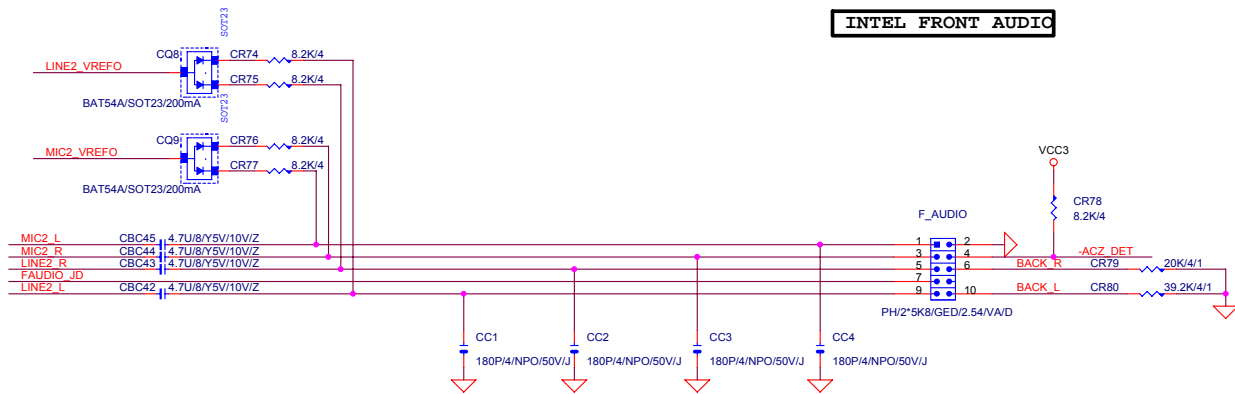 INTEL FRONT AUDIO
SOT23
CQ8
CR74
8.2K/4
LINE2_VREFO
CR75
8.2K/4
BAT54A/SOT23/200mA
SOT23
CQ9
CR76
8.2K/4
MIC2_VREFO
CR77
8.2K/4
BAT54A/SOT23/200mA
VCC3
CR78
8.2K/4
F_AUDIO
MIC2_L
CBC45
4.7U/8/Y5V/10V/Z
1
2
MIC2_R
CBC44
4.7U/8/Y5V/10V/Z
3
4
-ACZ_DET
LINE2_R
CBC43
4.7U/8/Y5V/10V/Z
5
6
BACK_R
CR79
20K/4/1
FAUDIO_JD
7
LINE2_L
CBC42
4.7U/8/Y5V/10V/Z
9
10
BACK_L
CR80
39.2K/4/1
PH/2*5K8/GED/2.54/VA/D
CC1
180P/4/NPO/50V/J
CC2
180P/4/NPO/50V/J
CC3
180P/4/NPO/50V/J
CC4
180P/4/NPO/50V/J